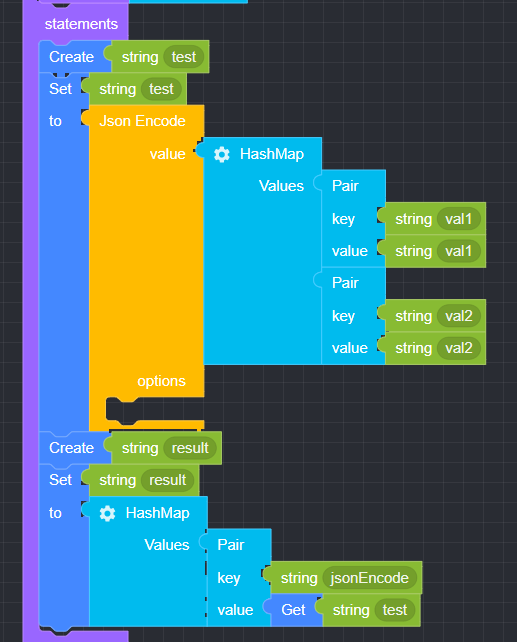 statements
Create string test
Set string test
to Json Encode
value HashMap
Values Pair
key string val1
value string val1
Pair
key string val2
value string val2
options
Create string result
Set string result
to HashMap
Values Pair
key string jsonEncode
value Get string test